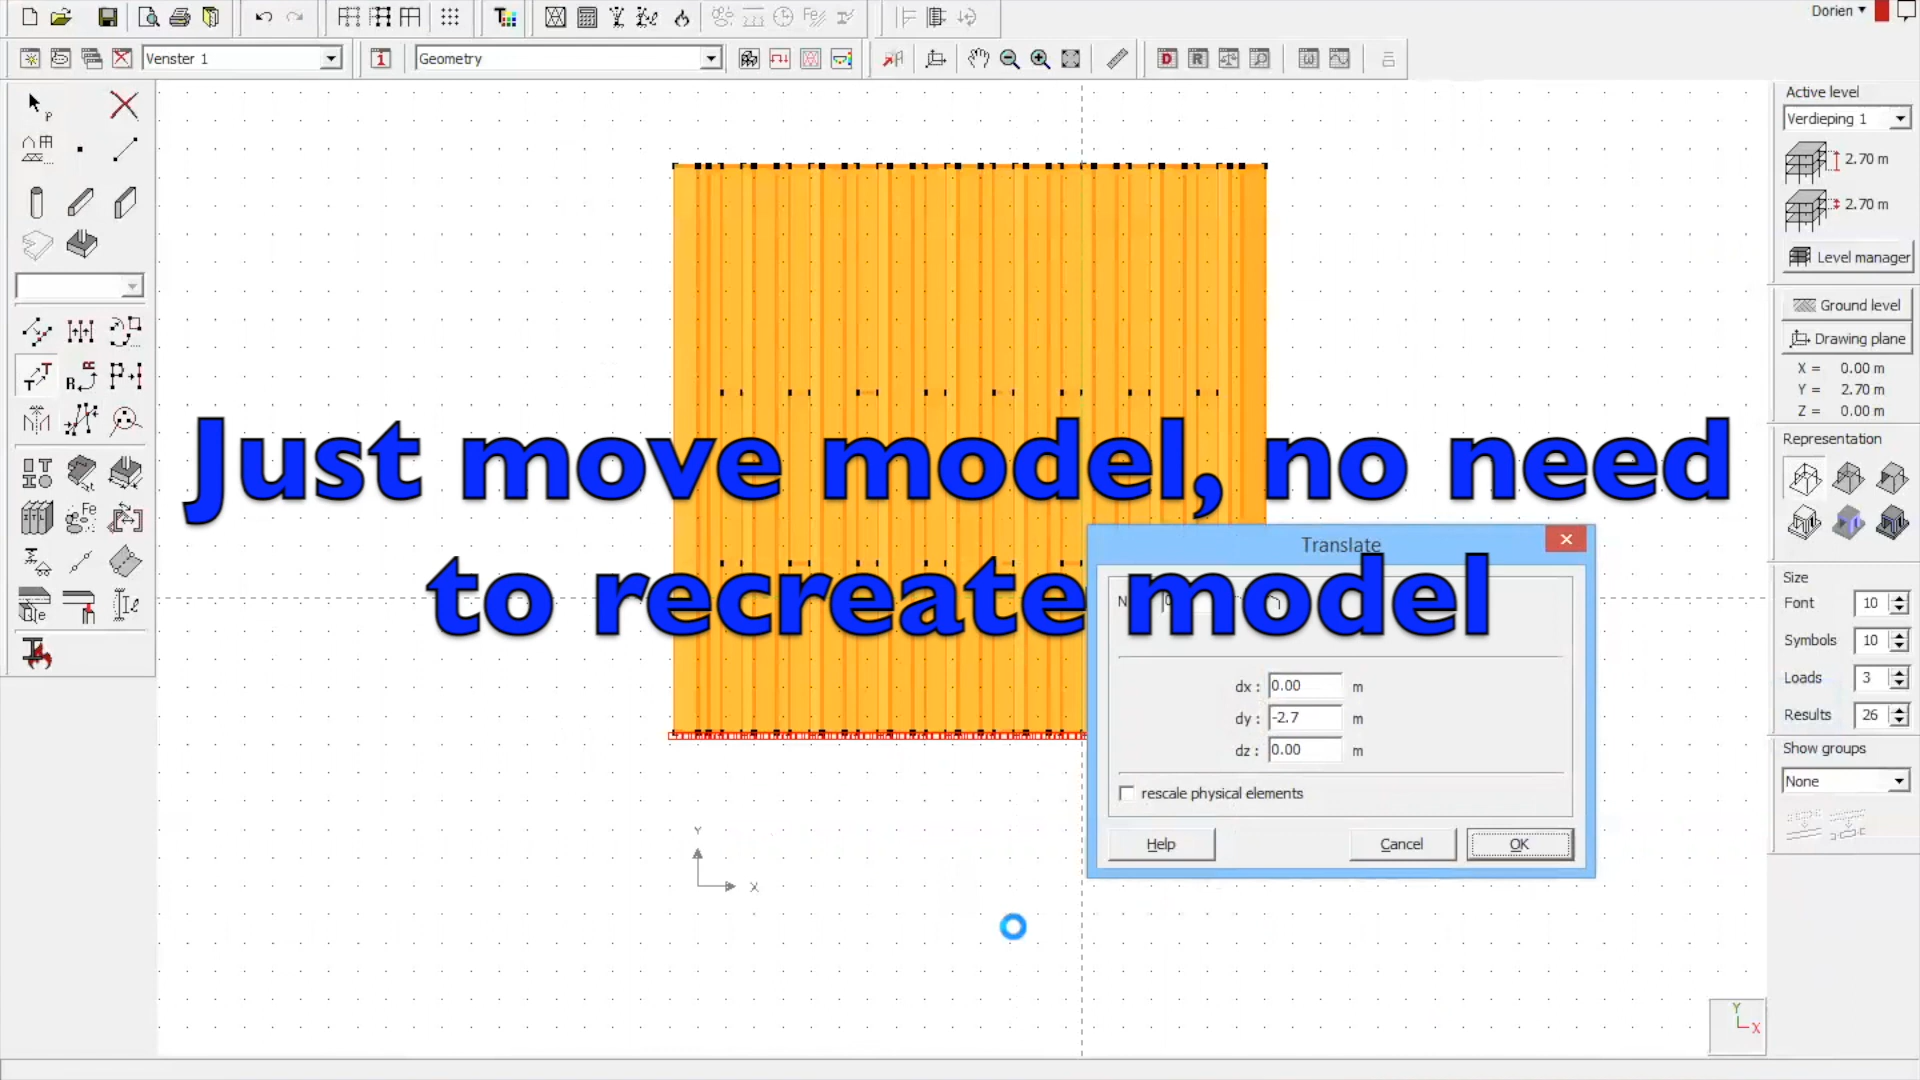 Dorien
Venster 1
Geometry
Active level
Verdieping 1
2.70 m
2.70 m
Level manager
Ground level
Drawing plane
X = 0.00 m
Y = 2.70 m
Z = 0.00 m
Representation
Just move model, no need
to recreate model
Translate
dx : 0.00 m
dy : -2.7 m
dz : 0.00 m
rescale physical elements
Help Cancel OK
Size
Font 10
Symbols 10
Loads 3
Results 26
Show groups
None
Y
X
Y
X